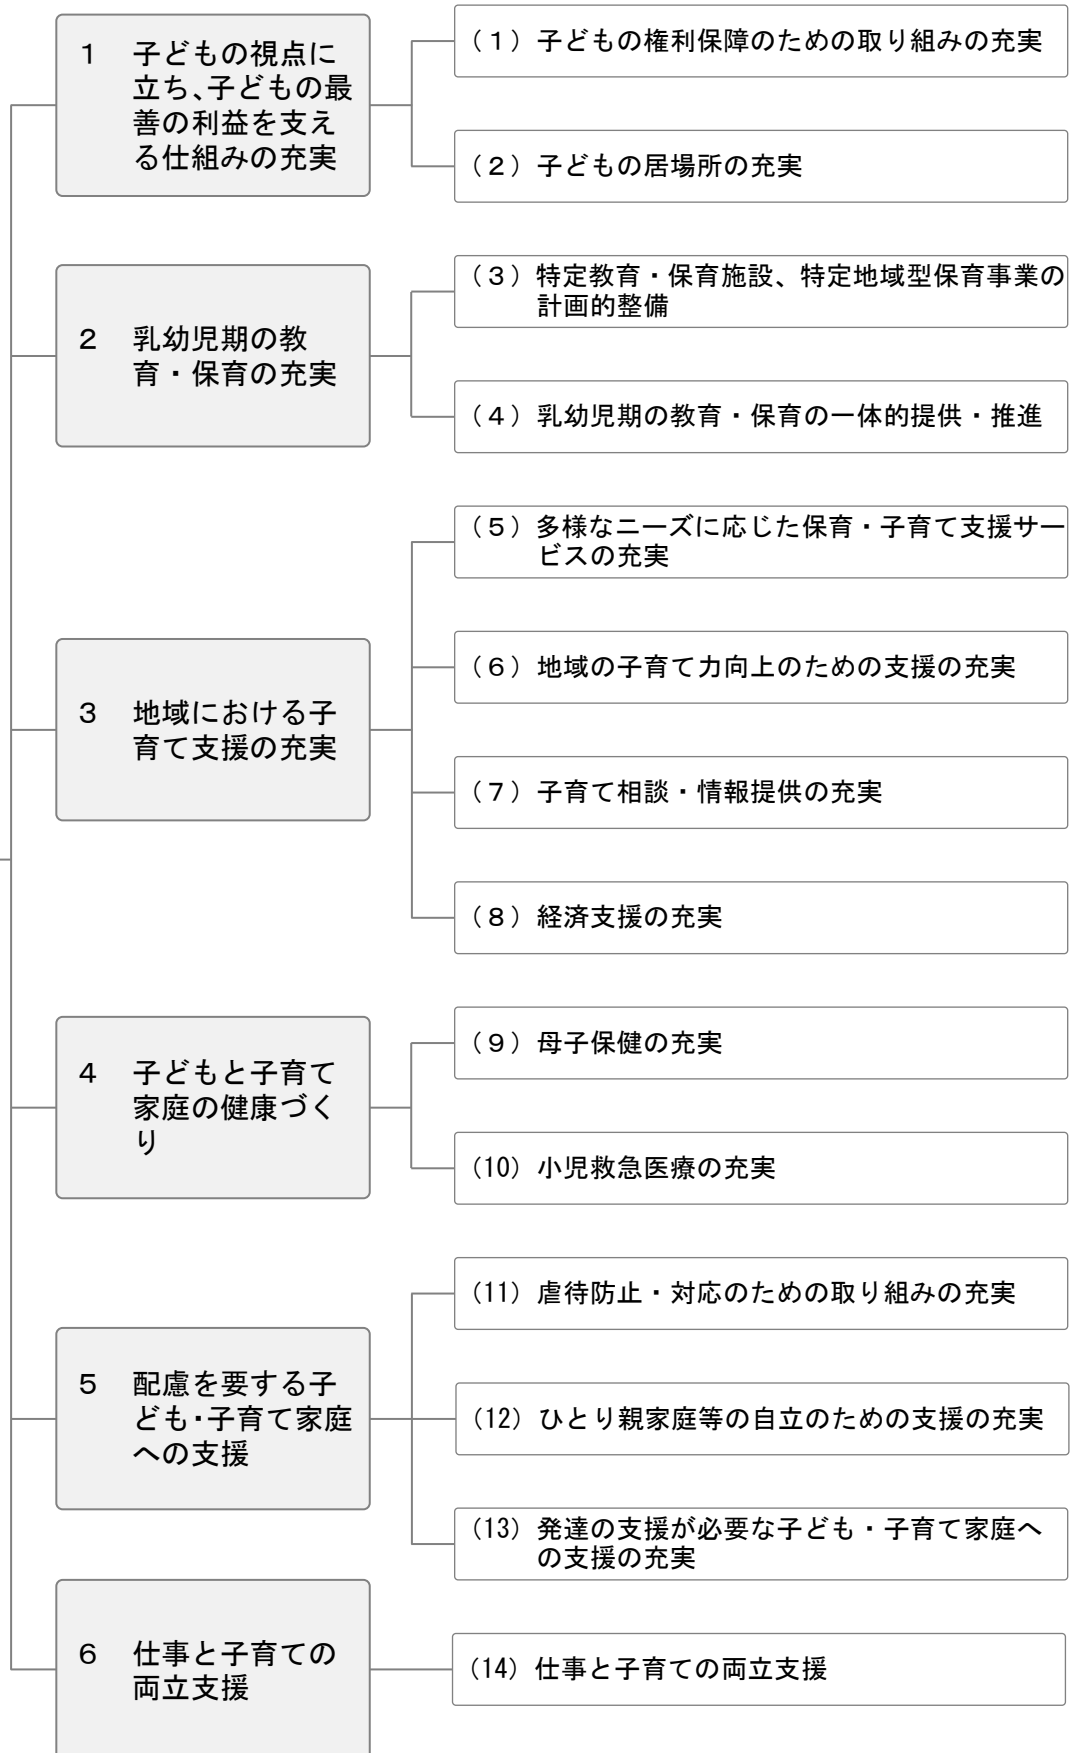 1 子どもの視点に
立ち、子どもの最
善の利益を支え
る仕組みの充実
(1) 子どもの権利保障のための取り組みの充実
(2) 子どもの居場所の充実
2 乳幼児期の教
育・保育の充実
(3) 特定教育・保育施設、特定地域型保育事業の
計画的整備
(4) 乳幼児期の教育・保育の一体的提供・推進
3 地域における子
育て支援の充実
(5) 多様なニーズに応じた保育・子育て支援サー
ビスの充実
(6) 地域の子育て力向上のための支援の充実
(7) 子育て相談・情報提供の充実
(8) 経済支援の充実
4 子どもと子育て
家庭の健康づく
り
(9) 母子保健の充実
(10) 小児救急医療の充実
5 配慮を要する子
ども・子育て家庭
への支援
(11) 虐待防止・対応のための取り組みの充実
(12) ひとり親家庭等の自立のための支援の充実
(13) 発達の支援が必要な子ども・子育て家庭へ
の支援の充実
6 仕事と子育ての
両立支援
(14) 仕事と子育ての両立支援